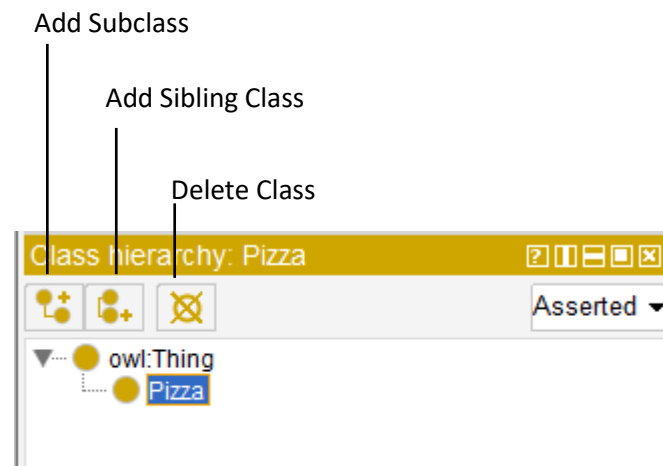 Add Subclass
Add Sibling Class
Delete Class
Class hierarchy: Pizza
Asserted
owl:Thing
Pizza